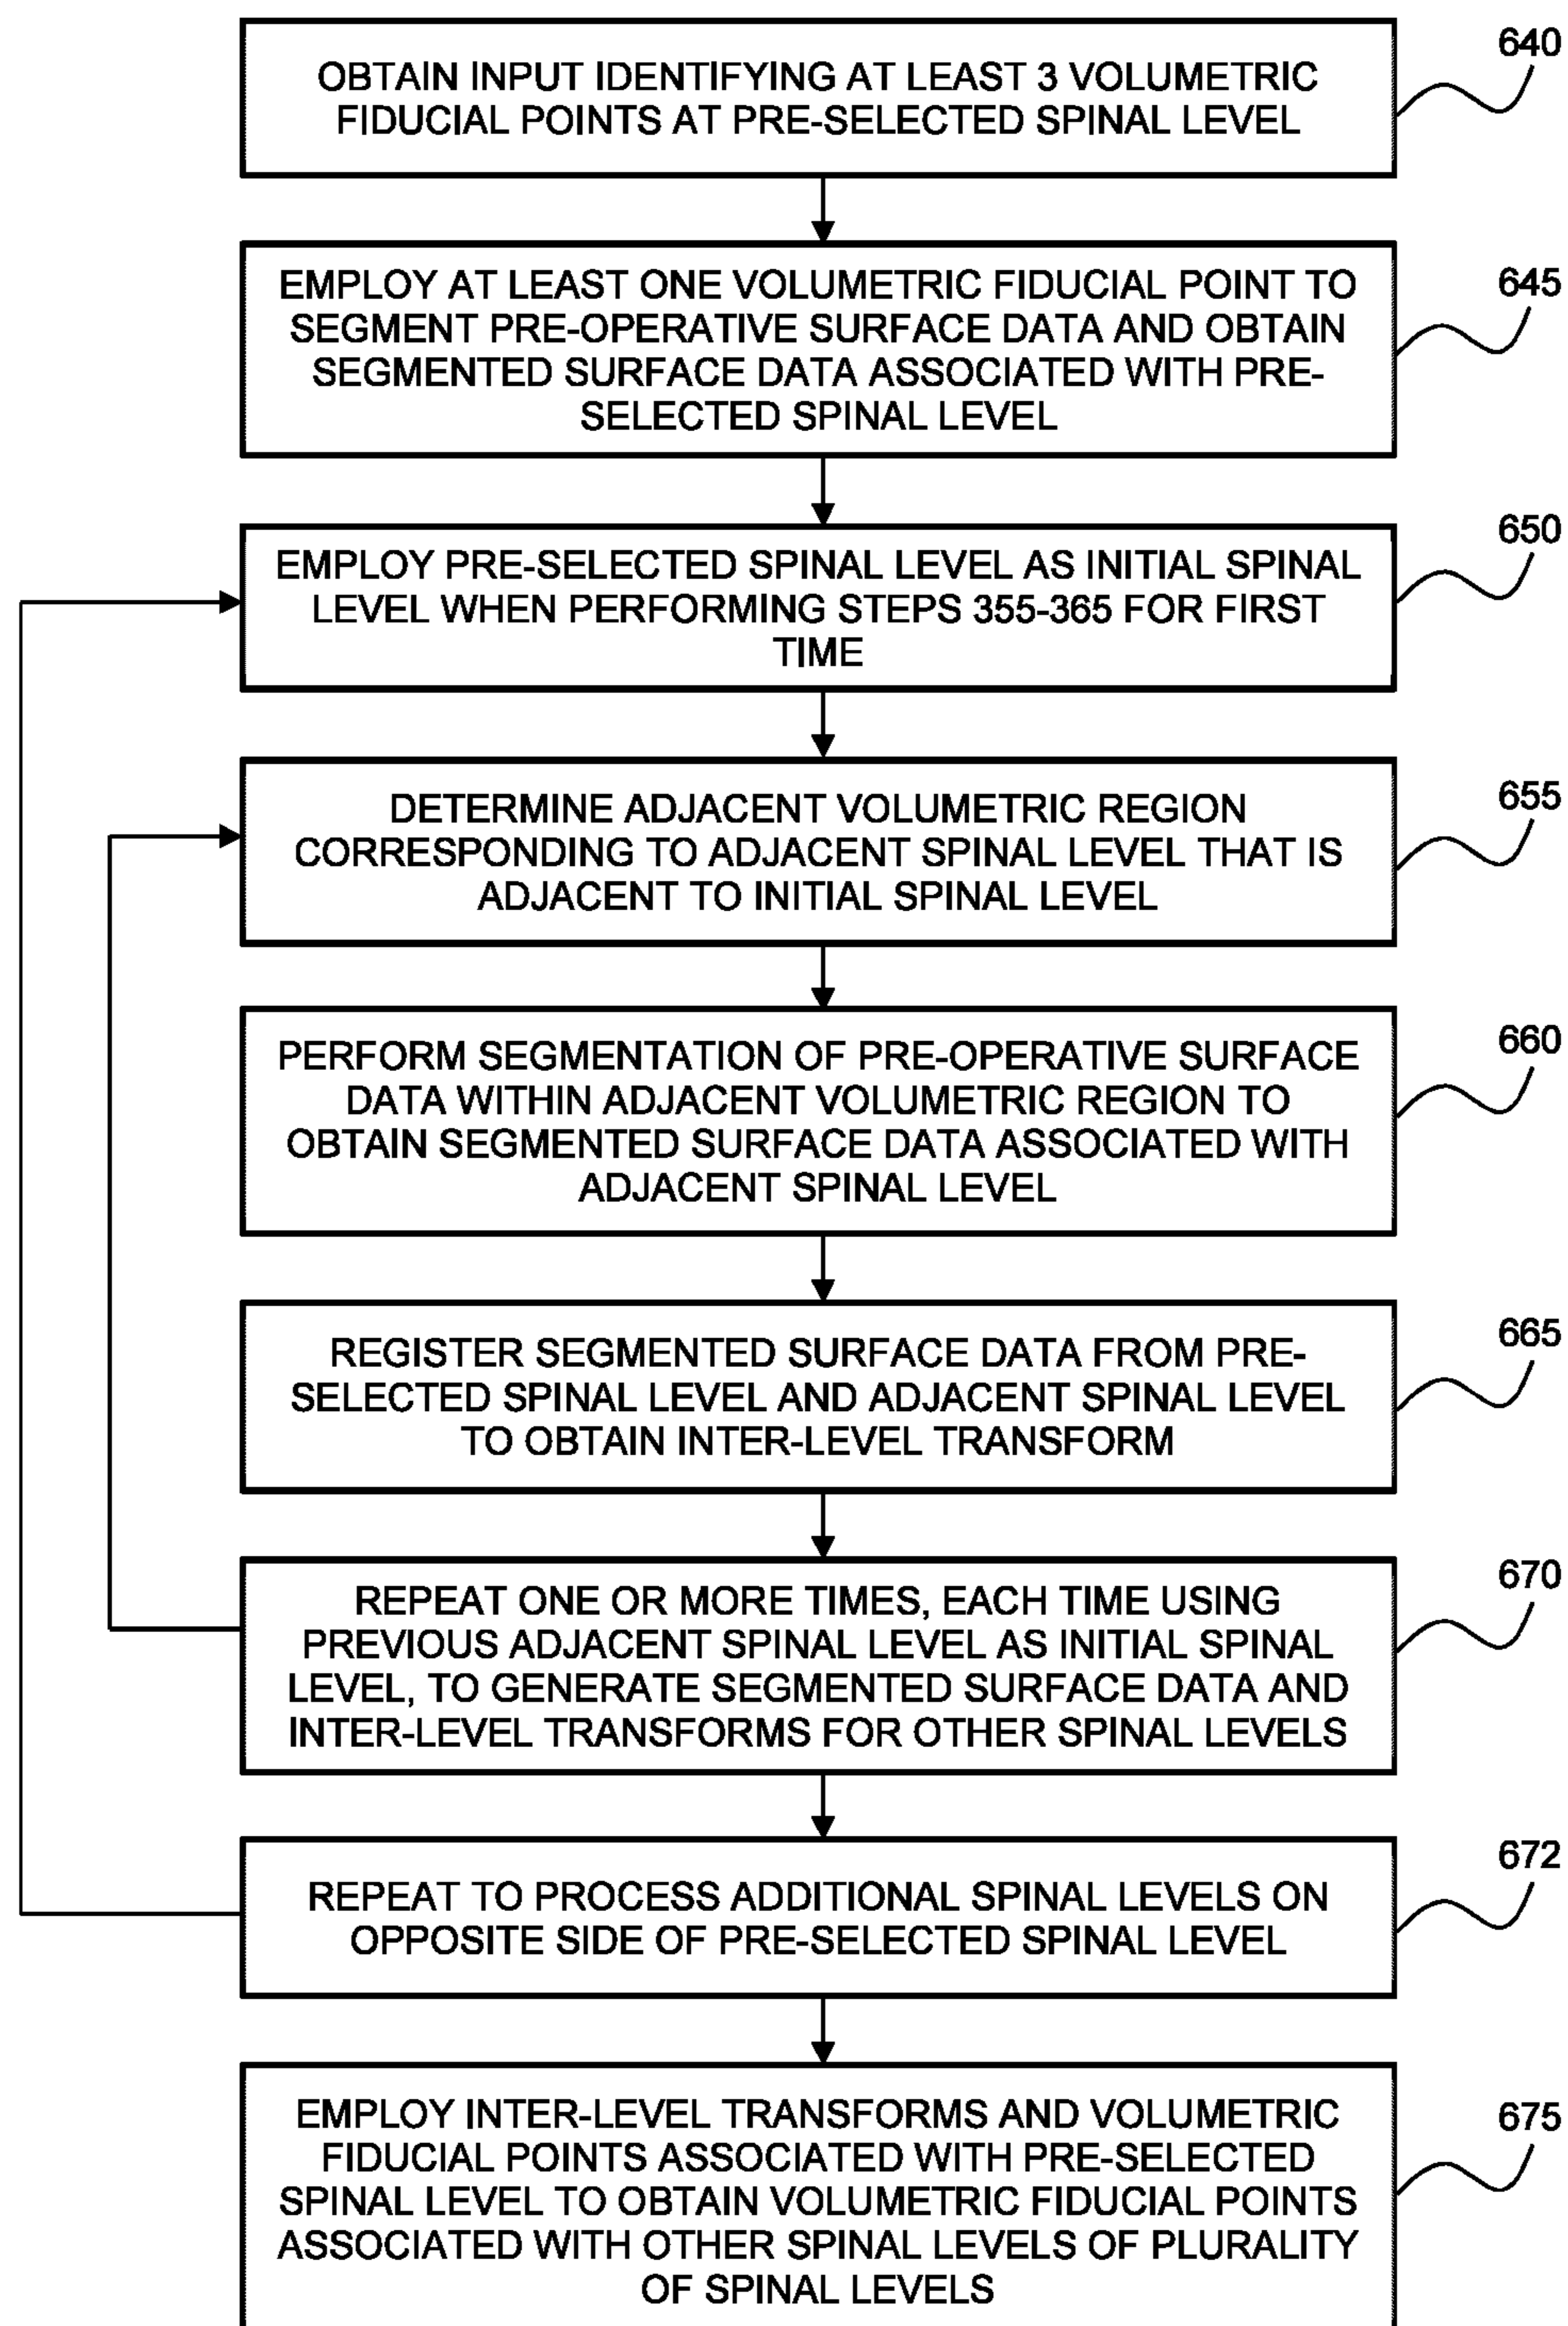 640
OBTAIN INPUT IDENTIFYING AT LEAST 3 VOLUMETRIC
FIDUCIAL POINTS AT PRE-SELECTED SPINAL LEVEL
645
EMPLOY AT LEAST ONE VOLUMETRIC FIDUCIAL POINT TO
SEGMENT PRE-OPERATIVE SURFACE DATA AND OBTAIN
SEGMENTED SURFACE DATA ASSOCIATED WITH PRE-
SELECTED SPINAL LEVEL
650
EMPLOY PRE-SELECTED SPINAL LEVEL AS INITIAL SPINAL
LEVEL WHEN PERFORMING STEPS 355-365 FOR FIRST
TIME
655
DETERMINE ADJACENT VOLUMETRIC REGION
CORRESPONDING TO ADJACENT SPINAL LEVEL THAT IS
ADJACENT TO INITIAL SPINAL LEVEL
660
PERFORM SEGMENTATION OF PRE-OPERATIVE SURFACE
DATA WITHIN ADJACENT VOLUMETRIC REGION TO
OBTAIN SEGMENTED SURFACE DATA ASSOCIATED WITH
ADJACENT SPINAL LEVEL
665
REGISTER SEGMENTED SURFACE DATA FROM PRE-
SELECTED SPINAL LEVEL AND ADJACENT SPINAL LEVEL
TO OBTAIN INTER-LEVEL TRANSFORM
670
REPEAT ONE OR MORE TIMES, EACH TIME USING
PREVIOUS ADJACENT SPINAL LEVEL AS INITIAL SPINAL
LEVEL, TO GENERATE SEGMENTED SURFACE DATA AND
INTER-LEVEL TRANSFORMS FOR OTHER SPINAL LEVELS
672
REPEAT TO PROCESS ADDITIONAL SPINAL LEVELS ON
OPPOSITE SIDE OF PRE-SELECTED SPINAL LEVEL
675
EMPLOY INTER-LEVEL TRANSFORMS AND VOLUMETRIC
FIDUCIAL POINTS ASSOCIATED WITH PRE-SELECTED
SPINAL LEVEL TO OBTAIN VOLUMETRIC FIDUCIAL POINTS
ASSOCIATED WITH OTHER SPINAL LEVELS OF PLURALITY
OF SPINAL LEVELS